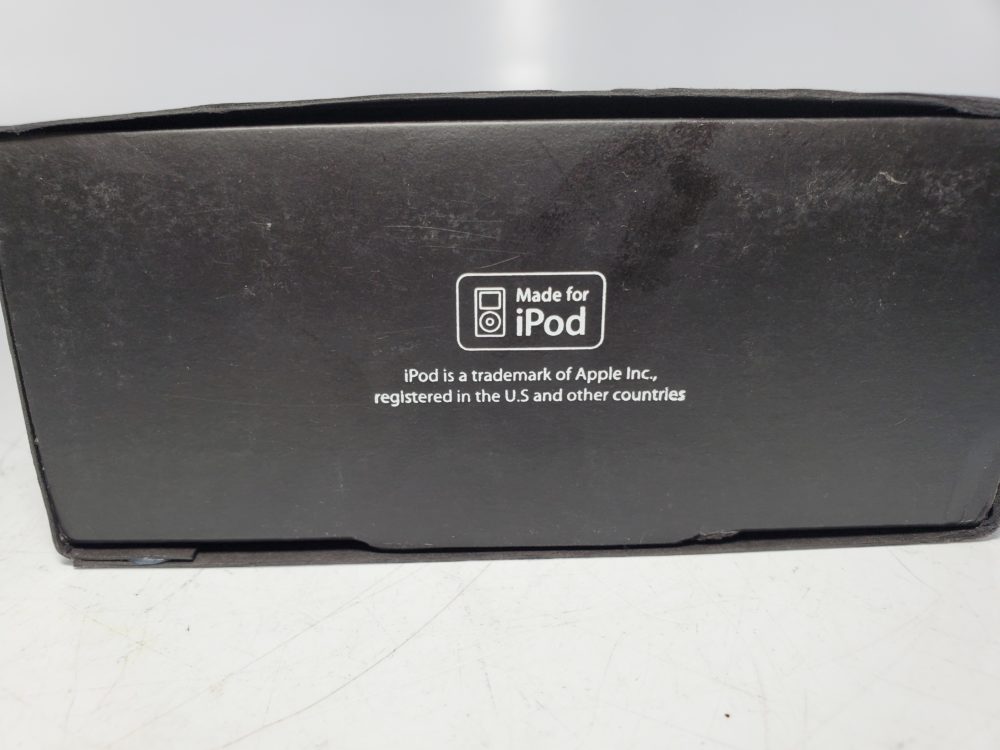 Made for
iPod
iPod is a trademark of Apple Inc.,
registered in the U.S and other countries